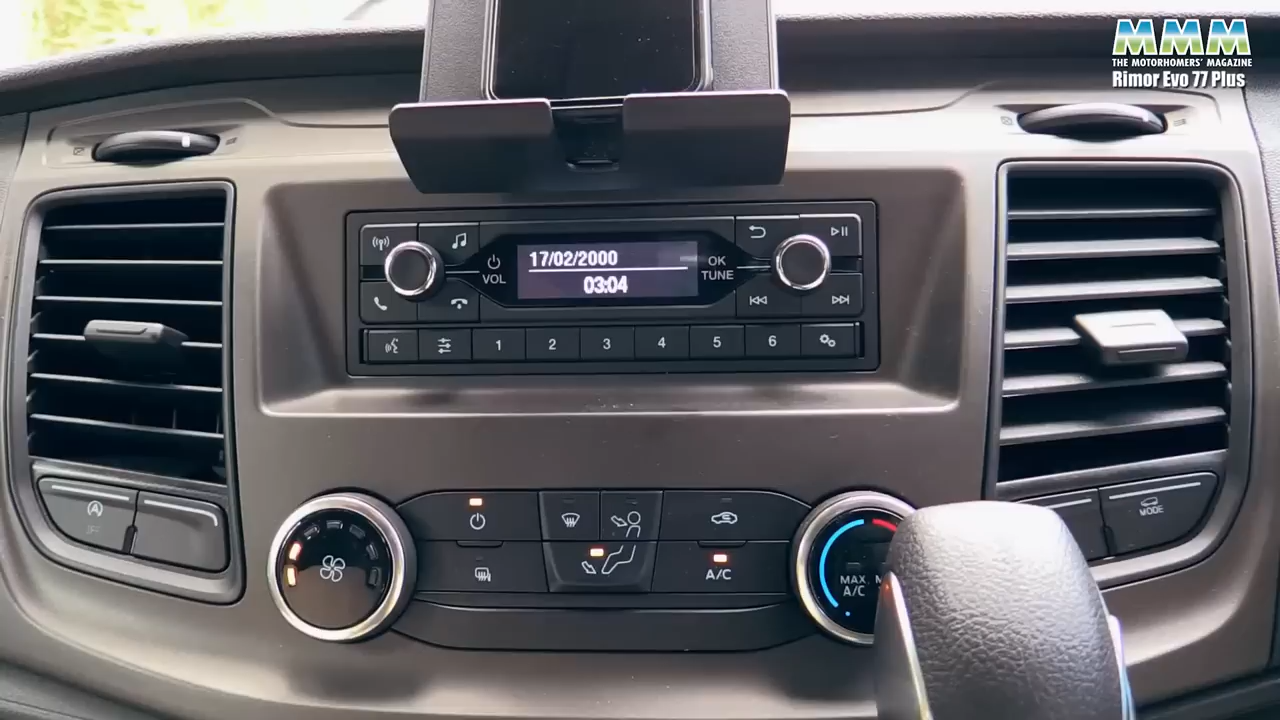 MMM
THE MOTORHOMERS' MAGAZINE
Rimor Evo 77 Plus
17/02/2000
03:04
VOL
OK
TUNE
1 2 3 4 5 6
A
OFF
MODE
A/C
MAX
A/C